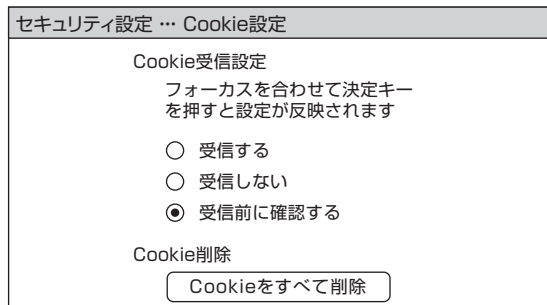 セキュリティ設定 … Cookie設定
Cookie受信設定
フォーカスを合わせて決定キー
を押すと設定が反映されます
受信する
受信しない
受信前に確認する
Cookie削除
Cookieをすべて削除